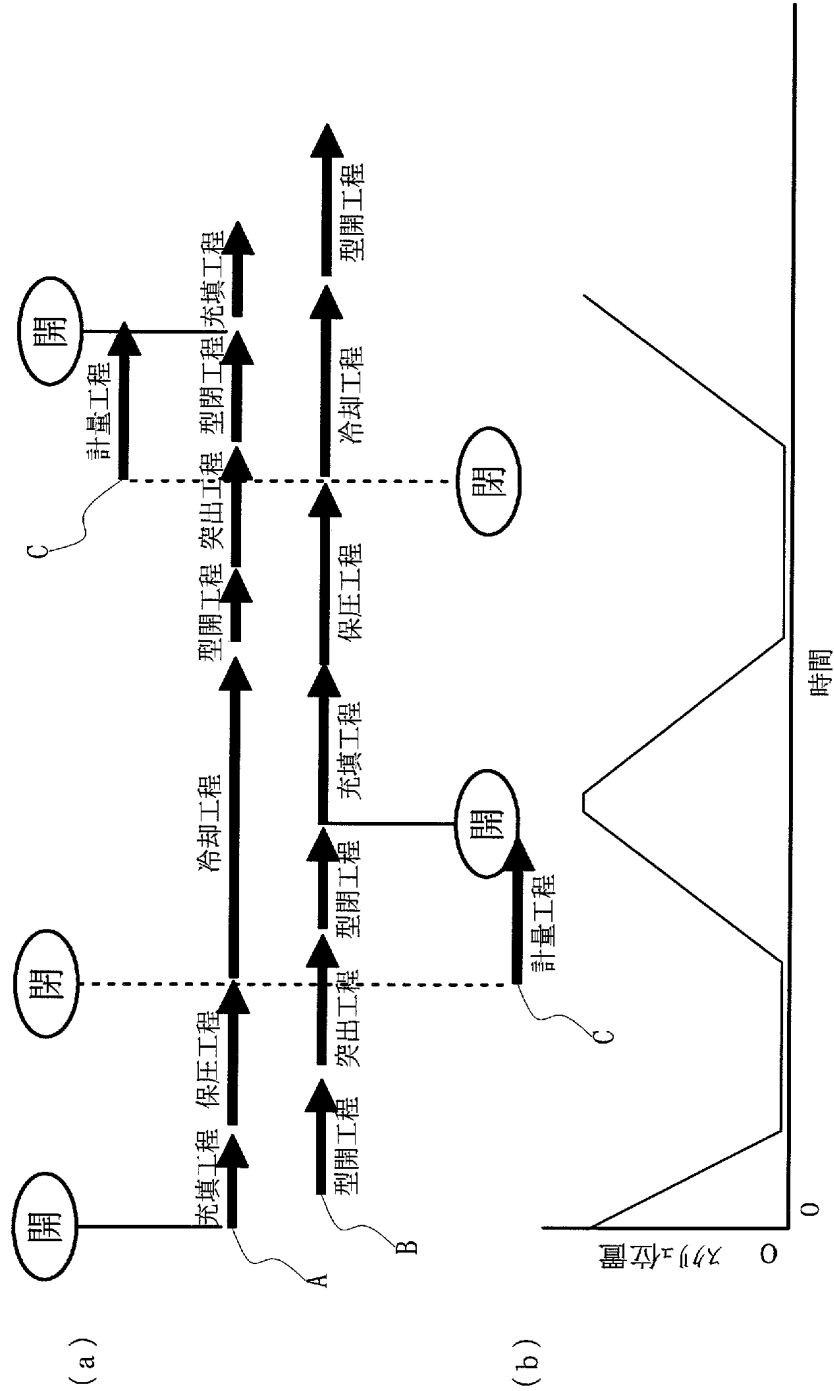 (a)
開
閉
開
C
計量工程
充填工程
保圧工程
冷却工程
型開工程
突出工程
型閉工程
充填工程
A
型開工程
突出工程
型閉工程
充填工程
保圧工程
冷却工程
型開工程
B
計量工程
C
開
閉
(b)
スクリュ位置
0
0
時間